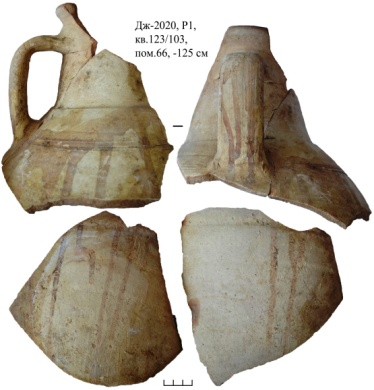 Дж-2020, Р1,
кв.123/103,
пом.66, -125 см